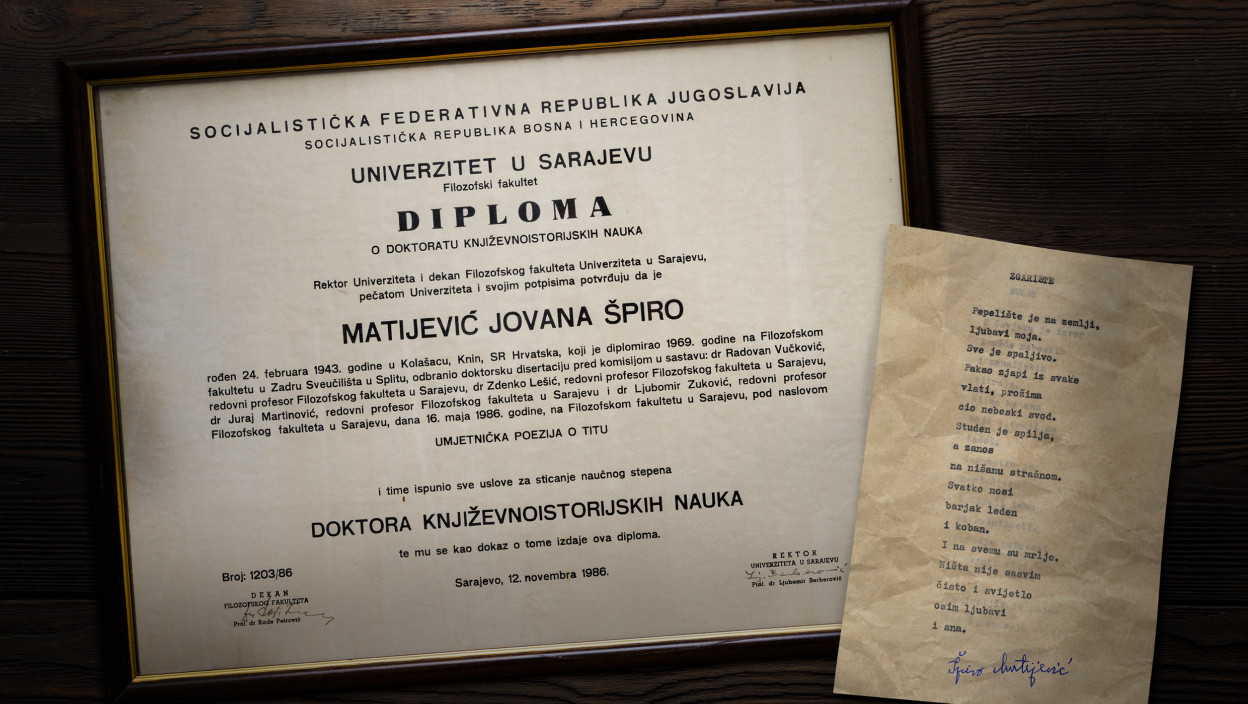 SOCIJALISTIČKA FEDERATIVNA REPUBLIKA JUGOSLAVIJA
SOCIJALISTIČKA REPUBLIKA BOSNA I HERCEGOVINA
UNIVERZITET U SARAJEVU
Filozofski fakultet
DIPLOMA
O DOKTORATU KNJIŽEVNOISTORIJSKIH NAUKA
Rektor Univerziteta i dekan Filozofskog fakulteta Univerziteta u Sarajevu,
pečatom Univerziteta i svojim potpisima potvrđuju da je
MATIJEVIĆ JOVANA ŠPIRO
rođen 24. februara 1943. godine u Kolašacu, Knin, SR Hrvatska, koji je diplomirao 1969. godine na Filozofskom
fakultetu u Zadru Sveučilišta u Splitu, odbranio doktorsku disertaciju pred komisijom u sastavu: dr Radovan Vučković,
redovni profesor Filozofskog fakulteta u Sarajevu, dr Zdenko Lešić, redovni profesor Filozofskog fakulteta u Sarajevu,
dr Juraj Martinović, redovni profesor Filozofskog fakulteta u Sarajevu i dr Ljubomir Zuković, redovni profesor
Filozofskog fakulteta u Sarajevu, dana 16. maja 1986. godine, na Filozofskom fakultetu u Sarajevu, pod naslovom
UMJETNIČKA POEZIJA O TITU
i time ispunio sve uslove za sticanje naučnog stepena
DOKTORA KNJIŽEVNOISTORIJSKIH NAUKA
te mu se kao dokaz o tome izdaje ova diploma.
Broj: 1203/86
Sarajevo, 12. novembra 1986.
DEKAN
FILOZOFSKOG FAKULTETA
Prof. dr Rade Petrović
REKTOR
UNIVERZITETA U SARAJEVU
Lj. Berberović
Prof. dr Ljubomir Berberović
ZGARIŠTE
Pepelište je na zemlji,
ljubavi moja.
Sve je spaljivo.
Pakao zjapi iz svake
vlati, prožima
cio nebeski svod.
Studen je spilja,
a zanos
na nišanu strašnom.
Svatko nosi
barjak leden
i koban.
I na svemu su mrlje.
Ništa nije sasvim
čisto i svijetlo
osim ljubavi
i sna.
Špiro Matijević